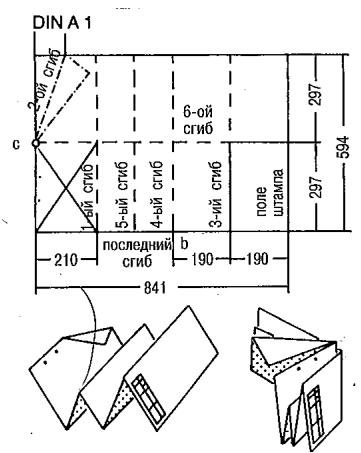 DIN A 1
2-ой сгиб
6-ой
сгиб
297
594
c
1-ый сгиб
5-ый сгиб
4-ый сгиб
3-ий сгиб
поле
штампа
297
последний b
сгиб
210
190
190
841